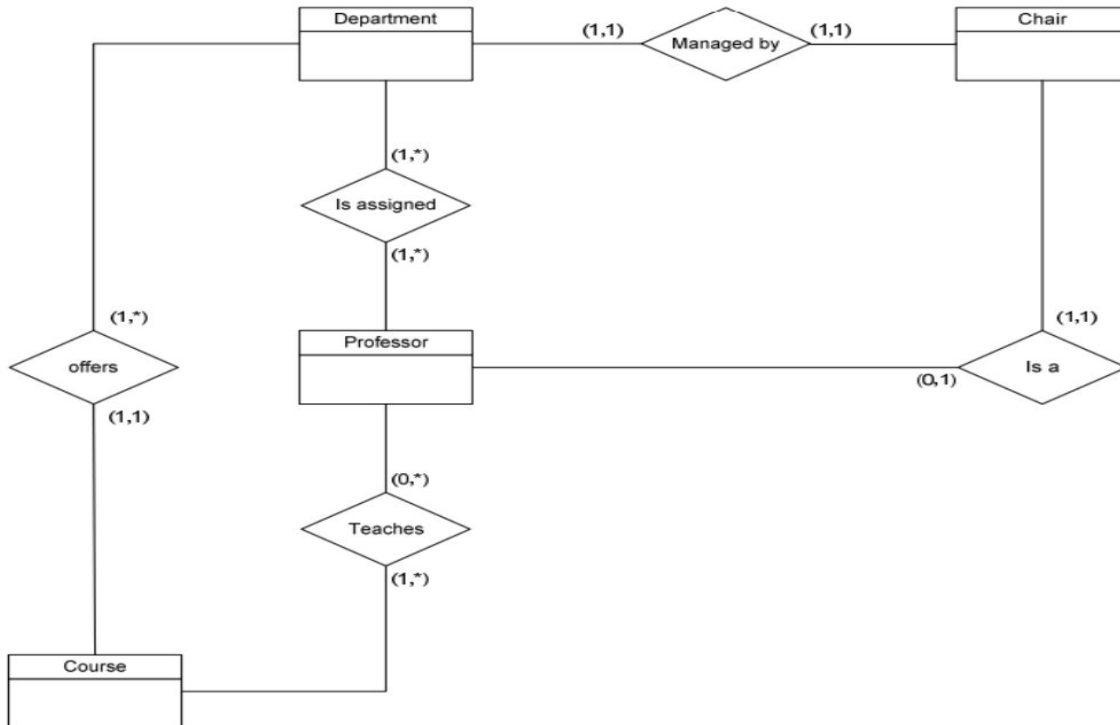 Department
Chair
(1,1)
Managed by
(1,1)
(1,*)
Is assigned
(1,*)
(1,*)
offers
(1,1)
Professor
(1,1)
Is a
(0,1)
(0,*)
Teaches
(1,*)
Course